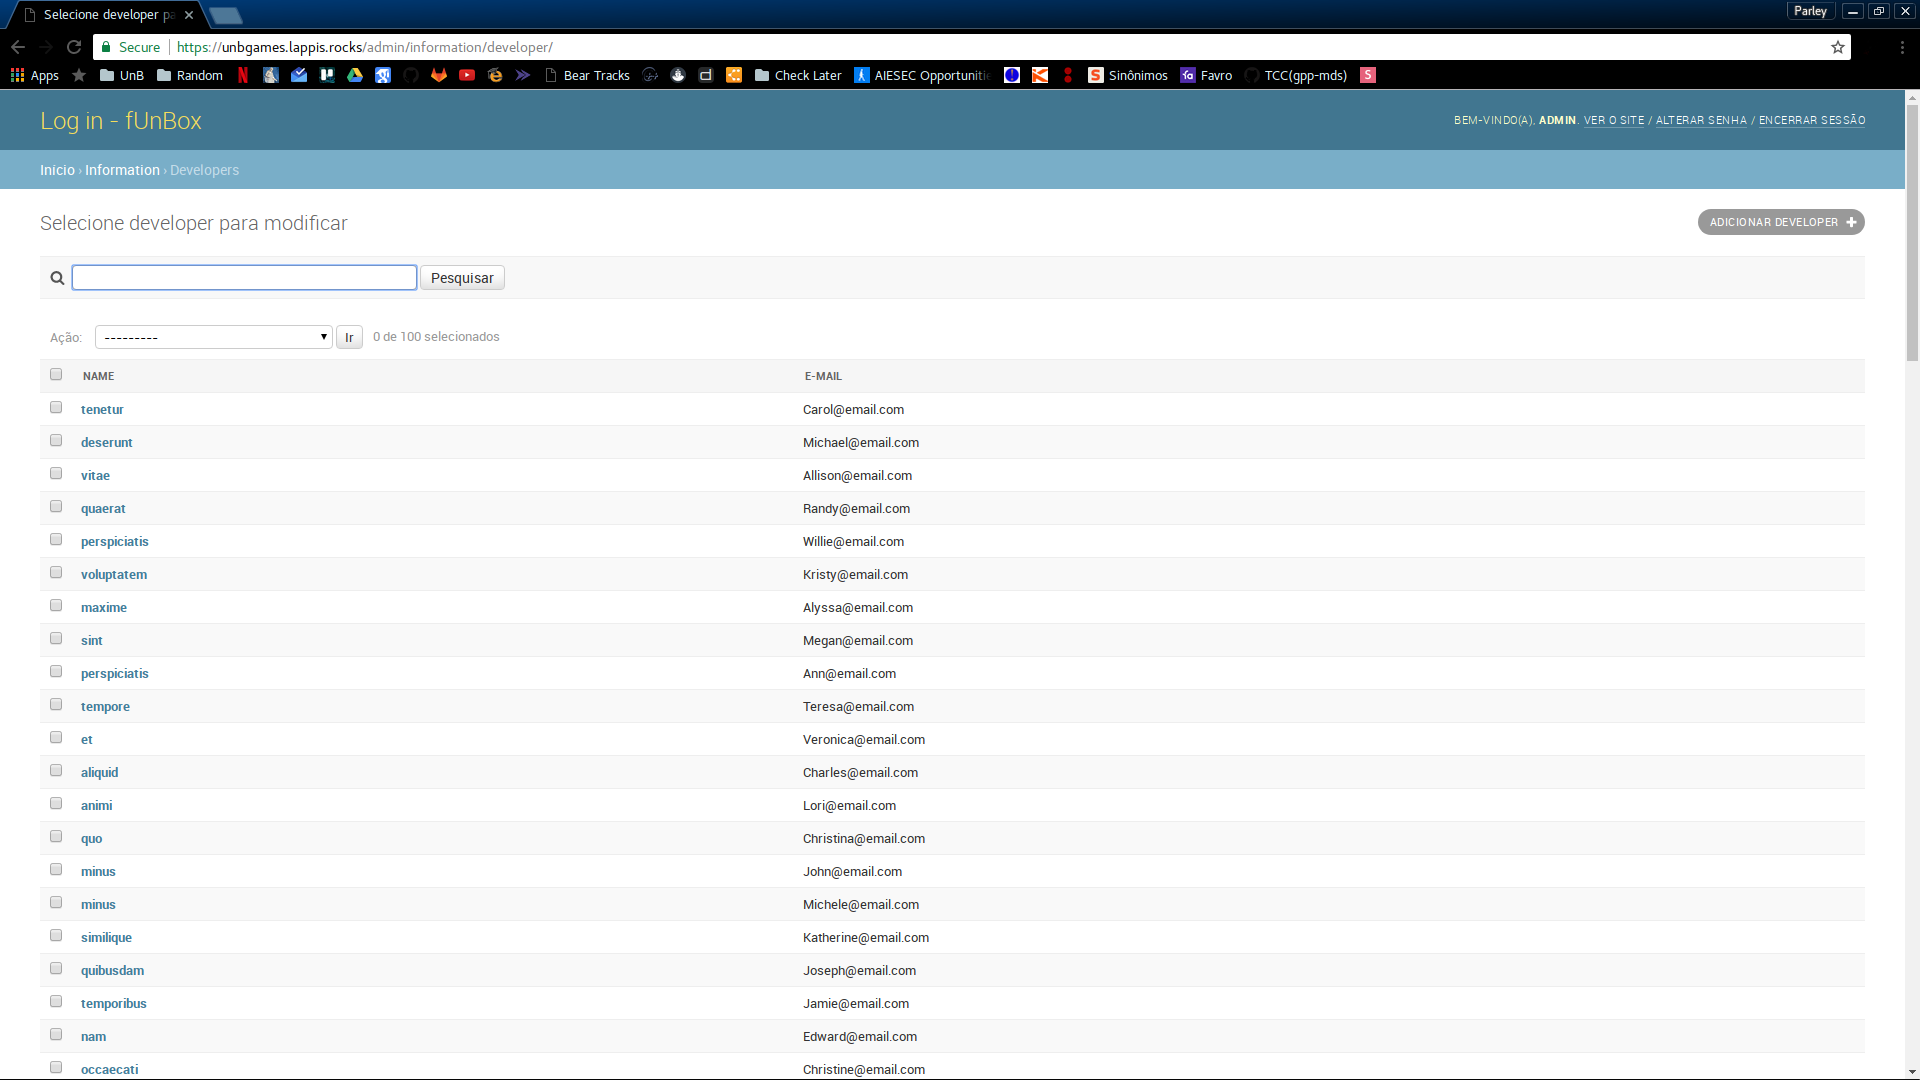 Selecione developer pa
Parley
Secure https://unbgames.lappis.rocks/admin/information/developer/
Apps UnB Random Bear Tracks Check Later AIESEC Opportuniti Sinônimos Favro TCC(gpp-mds)
Log in - fUnBox
BEM-VINDO(A), ADMIN. VER O SITE / ALTERAR SENHA / ENCERRAR SESSÃO
Início › Information › Developers
Selecione developer para modificar
ADICIONAR DEVELOPER +
Pesquisar
Ação: --------- Ir 0 de 100 selecionados
NAME E-MAIL
tenetur Carol@email.com
deserunt Michael@email.com
vitae Allison@email.com
quaerat Randy@email.com
perspiciatis Willie@email.com
voluptatem Kristy@email.com
maxime Alyssa@email.com
sint Megan@email.com
perspiciatis Ann@email.com
tempore Teresa@email.com
et Veronica@email.com
aliquid Charles@email.com
animi Lori@email.com
quo Christina@email.com
minus John@email.com
minus Michele@email.com
similique Katherine@email.com
quibusdam Joseph@email.com
temporibus Jamie@email.com
nam Edward@email.com
occaecati Christine@email.com